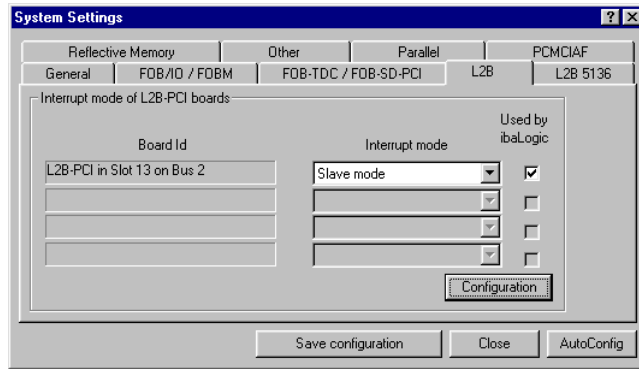 System Settings
Reflective Memory Other Parallel PCMCIAF
General FOB/IO / FOBM FOB-TDC / FOB-SD-PCI L2B L2B 5136
Interrupt mode of L2B-PCI boards
Used by
Board Id Interrupt mode ibaLogic
L2B-PCI in Slot 13 on Bus 2 Slave mode
Configuration
Save configuration Close AutoConfig